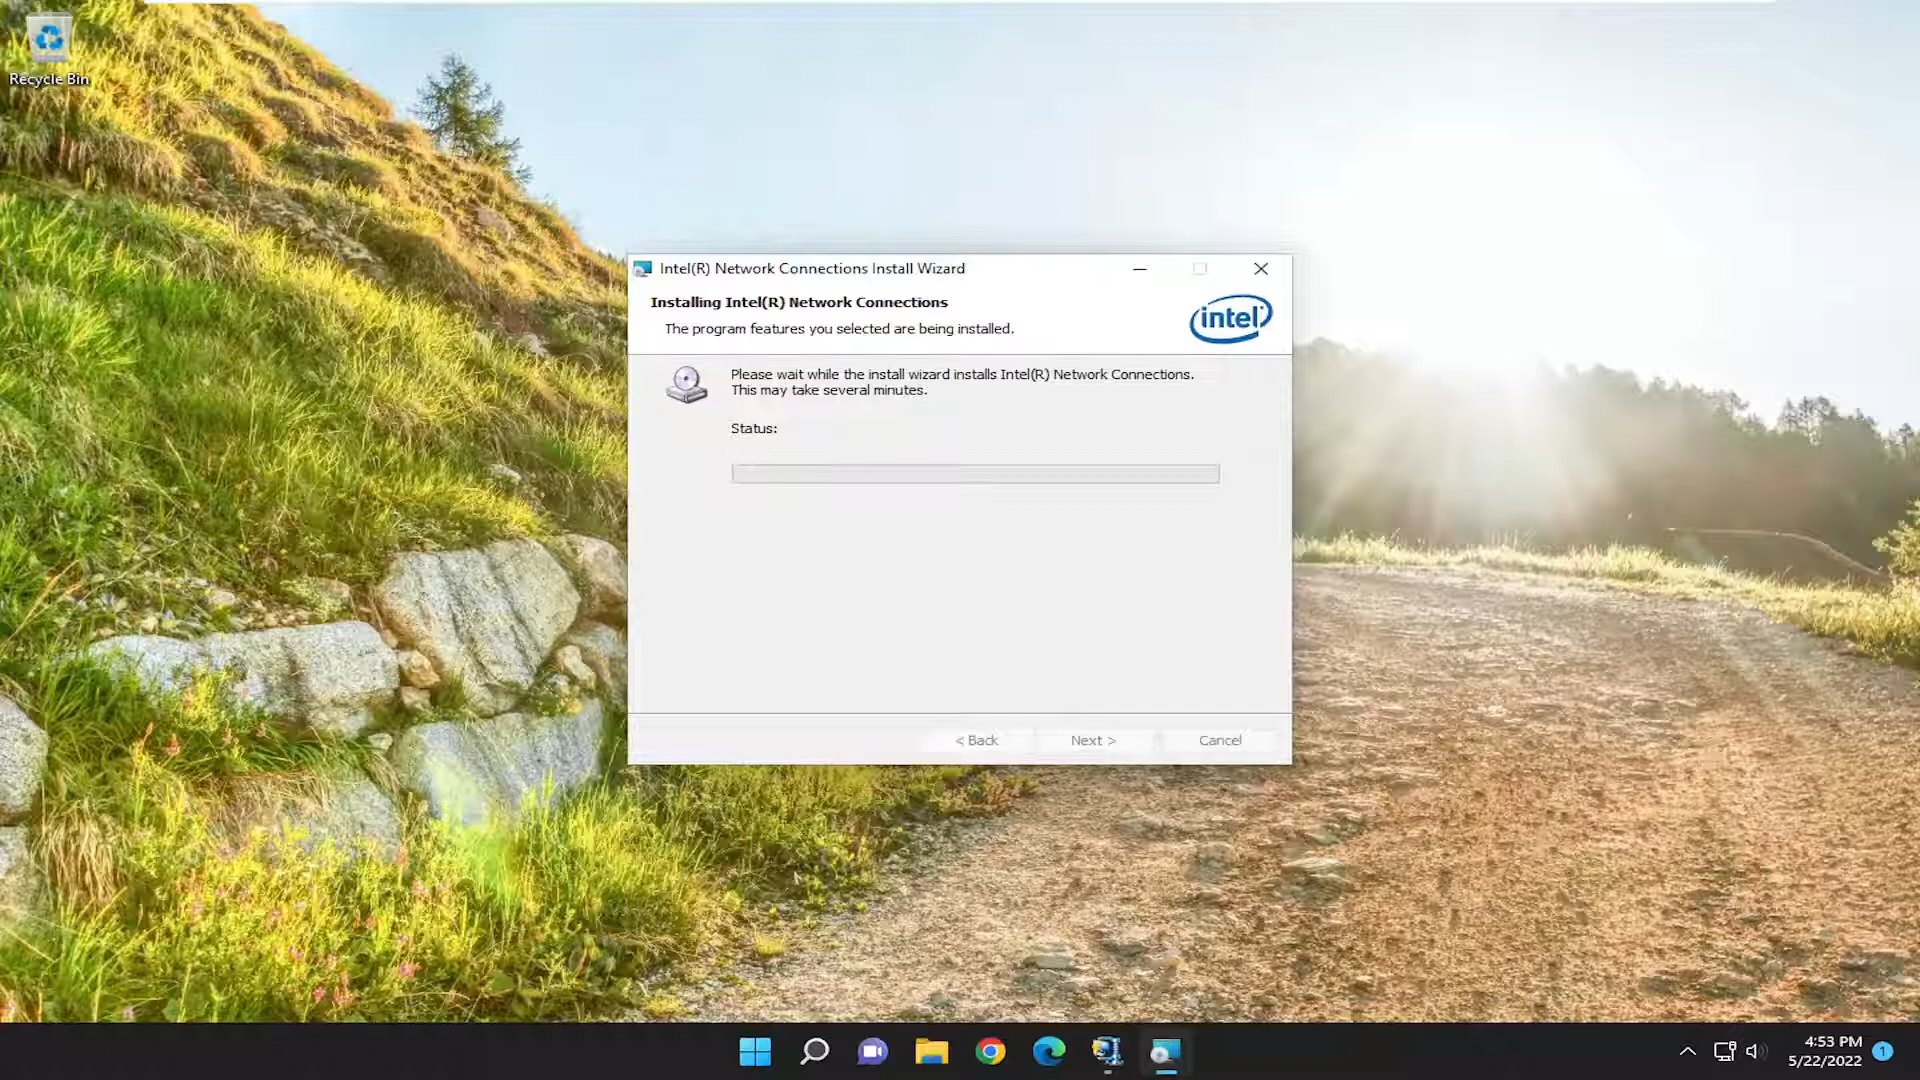 Recycle Bin
Intel(R) Network Connections Install Wizard
Installing Intel(R) Network Connections
The program features you selected are being installed.
intel
Please wait while the install wizard installs Intel(R) Network Connections.
This may take several minutes.
Status:
< Back
Next >
Cancel
4:53 PM
5/22/2022
1